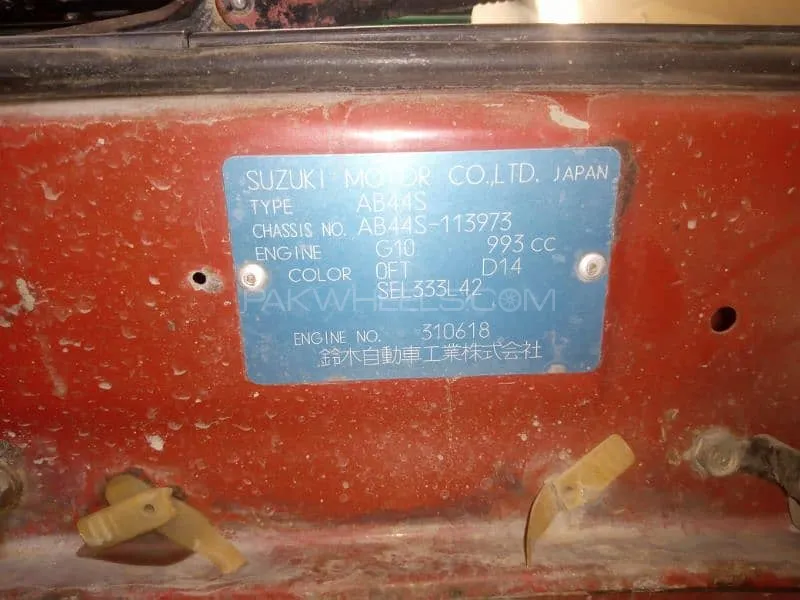 SUZUKI MOTOR CO.,LTD. JAPAN
TYPE AB44S
CHASSIS NO. AB44S-113973
ENGINE G10 993 CC
COLOR 0FT D14
SEL333L42
PAKWHEELS.COM
ENGINE NO. 310618
鈴木自動車工業株式会社